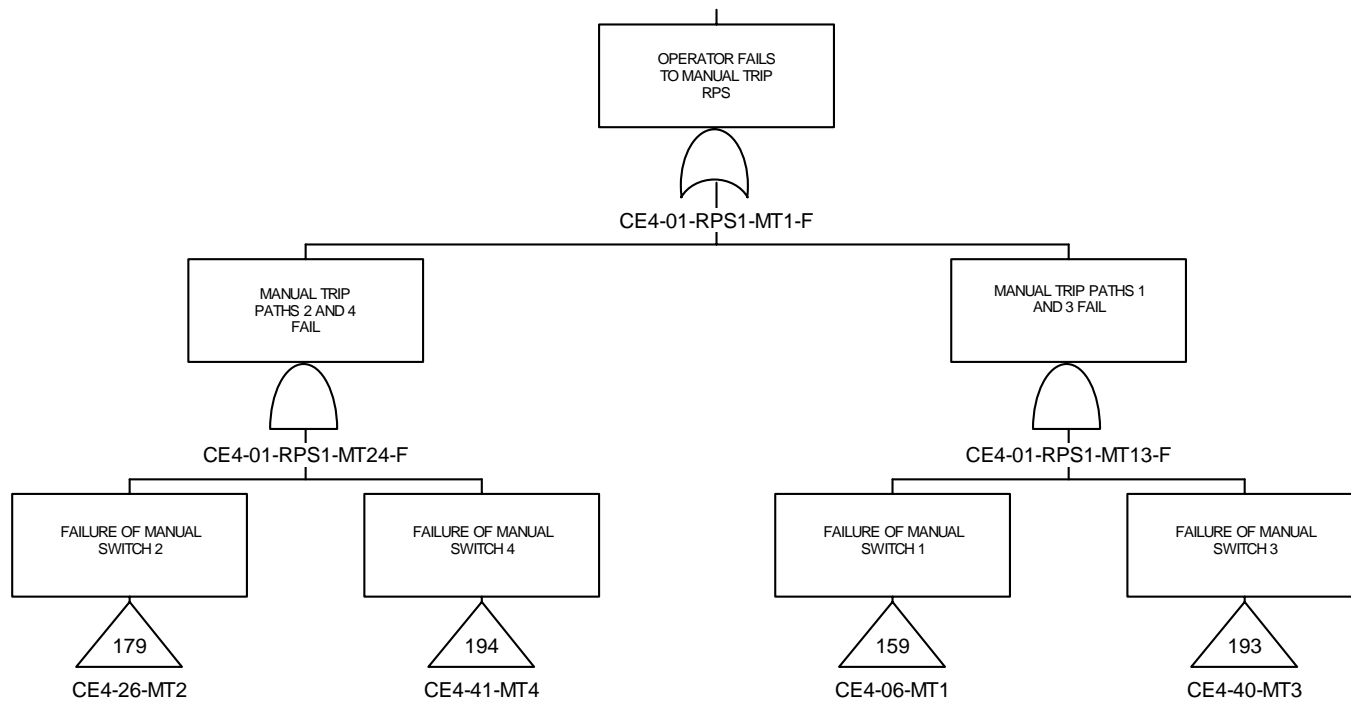 OPERATOR FAILS
TO MANUAL TRIP
RPS
CE4-01-RPS1-MT1-F
MANUAL TRIP
PATHS 2 AND 4
FAIL
MANUAL TRIP PATHS 1
AND 3 FAIL
CE4-01-RPS1-MT24-F
CE4-01-RPS1-MT13-F
FAILURE OF MANUAL
SWITCH 2
FAILURE OF MANUAL
SWITCH 4
FAILURE OF MANUAL
SWITCH 1
FAILURE OF MANUAL
SWITCH 3
179
194
159
193
CE4-26-MT2
CE4-41-MT4
CE4-06-MT1
CE4-40-MT3